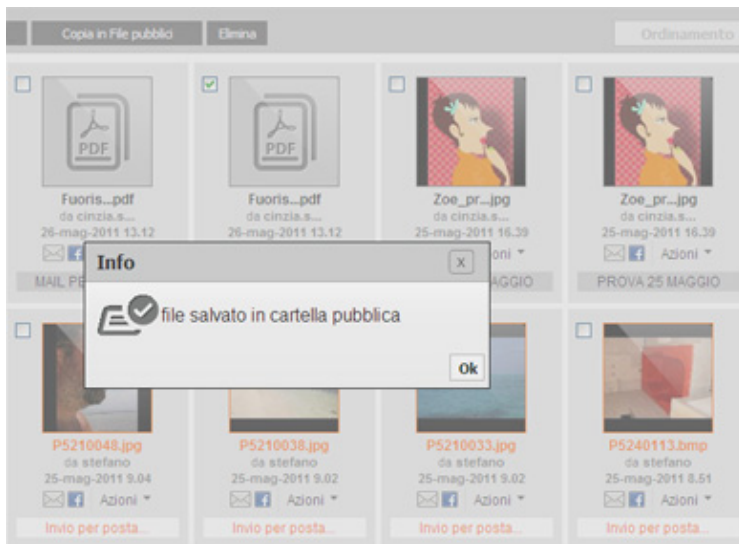 Copia in File pubblici
Elimina
Ordinamento
PDF
PDF
Fuoris...pdf
da cinzia.s...
26-mag-2011 13.12
Fuoris...pdf
da cinzia.s...
26-mag-2011 13.12
Zoe_pr...jpg
da cinzia.s...
25-mag-2011 16.39
Zoe_pr...jpg
da cinzia.s...
25-mag-2011 16.39
Azioni
MAIL PE
AGGIO
PROVA 25 MAGGIO
Info
x
file salvato in cartella pubblica
Ok
P5210048.jpg
da stefano
25-mag-2011 9.04
Azioni
Invio per posta...
P5210038.jpg
da stefano
25-mag-2011 9.02
Azioni
Invio per posta...
P5210033.jpg
da stefano
25-mag-2011 9.02
Azioni
Invio per posta...
P5240113.bmp
da stefano
25-mag-2011 8.51
Azioni
Invio per posta...